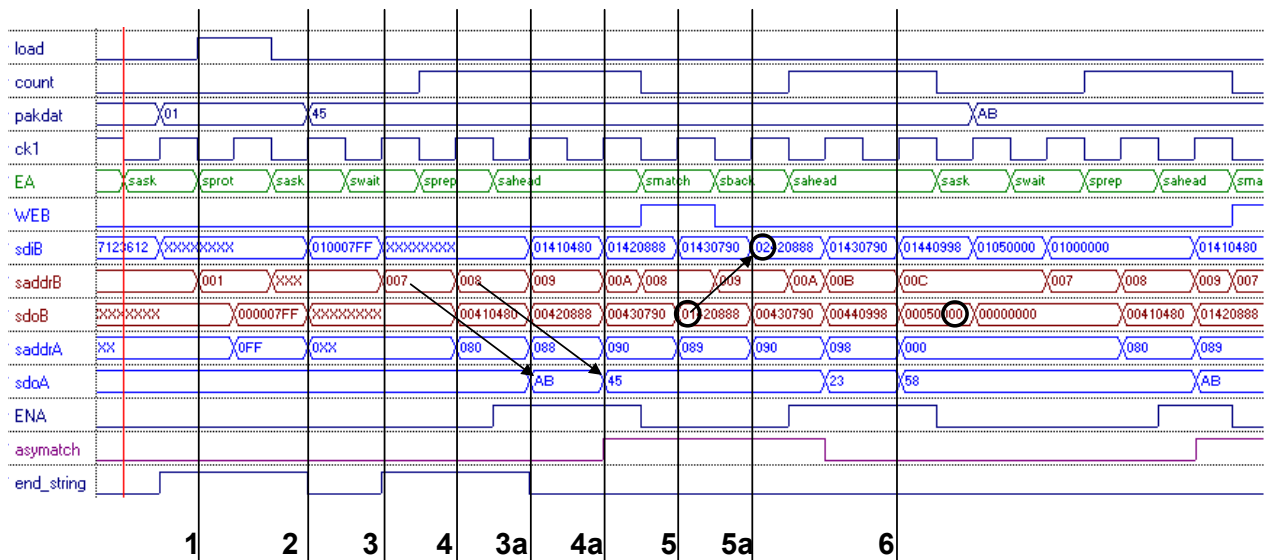 load
count
pakdat 01 45 AB
ck1
EA sask sprot sask swait sprep sahead smatch sback sahead sask swait sprep sahead sma
WEB
sdiB 7123612 XXXXXXXX 010007FF XXXXXXXX 01410480 01420888 01430790 02420888 01430790 01440998 01050000 01000000 01410480
saddrB 001 XXX 007 008 009 00A 008 009 00A 00B 00C 007 008 009 007
sdoB XXXXXXXX 000007FF XXXXXXXX 00410480 00420888 00430790 01420888 00430790 00440998 00050000 00000000 00410480 01420888
saddrA XX 0FF 0XX 080 088 090 089 090 098 000 080 089
sdoA AB 45 23 58 AB
ENA
asymatch
end_string
1 2 3 4 3a 4a 5 5a 6